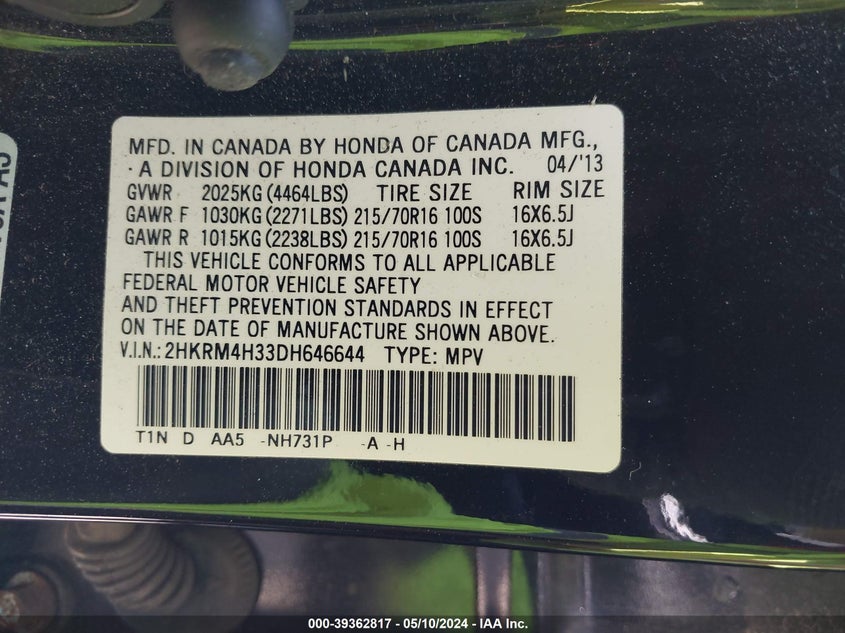 MFD. IN CANADA BY HONDA OF CANADA MFG.,
A DIVISION OF HONDA CANADA INC. 04/'13
GVWR 2025KG(4464LBS) TIRE SIZE RIM SIZE
GAWR F 1030KG(2271LBS) 215/70R16 100S 16X6.5J
GAWR R 1015KG(2238LBS) 215/70R16 100S 16X6.5J
THIS VEHICLE CONFORMS TO ALL APPLICABLE
FEDERAL MOTOR VEHICLE SAFETY
AND THEFT PREVENTION STANDARDS IN EFFECT
ON THE DATE OF MANUFACTURE SHOWN ABOVE.
V.I.N.: 2HKRM4H33DH646644 TYPE: MPV
T1N D AA5 -NH731P -A -H
000-39362817 - 05/10/2024 - IAA Inc.